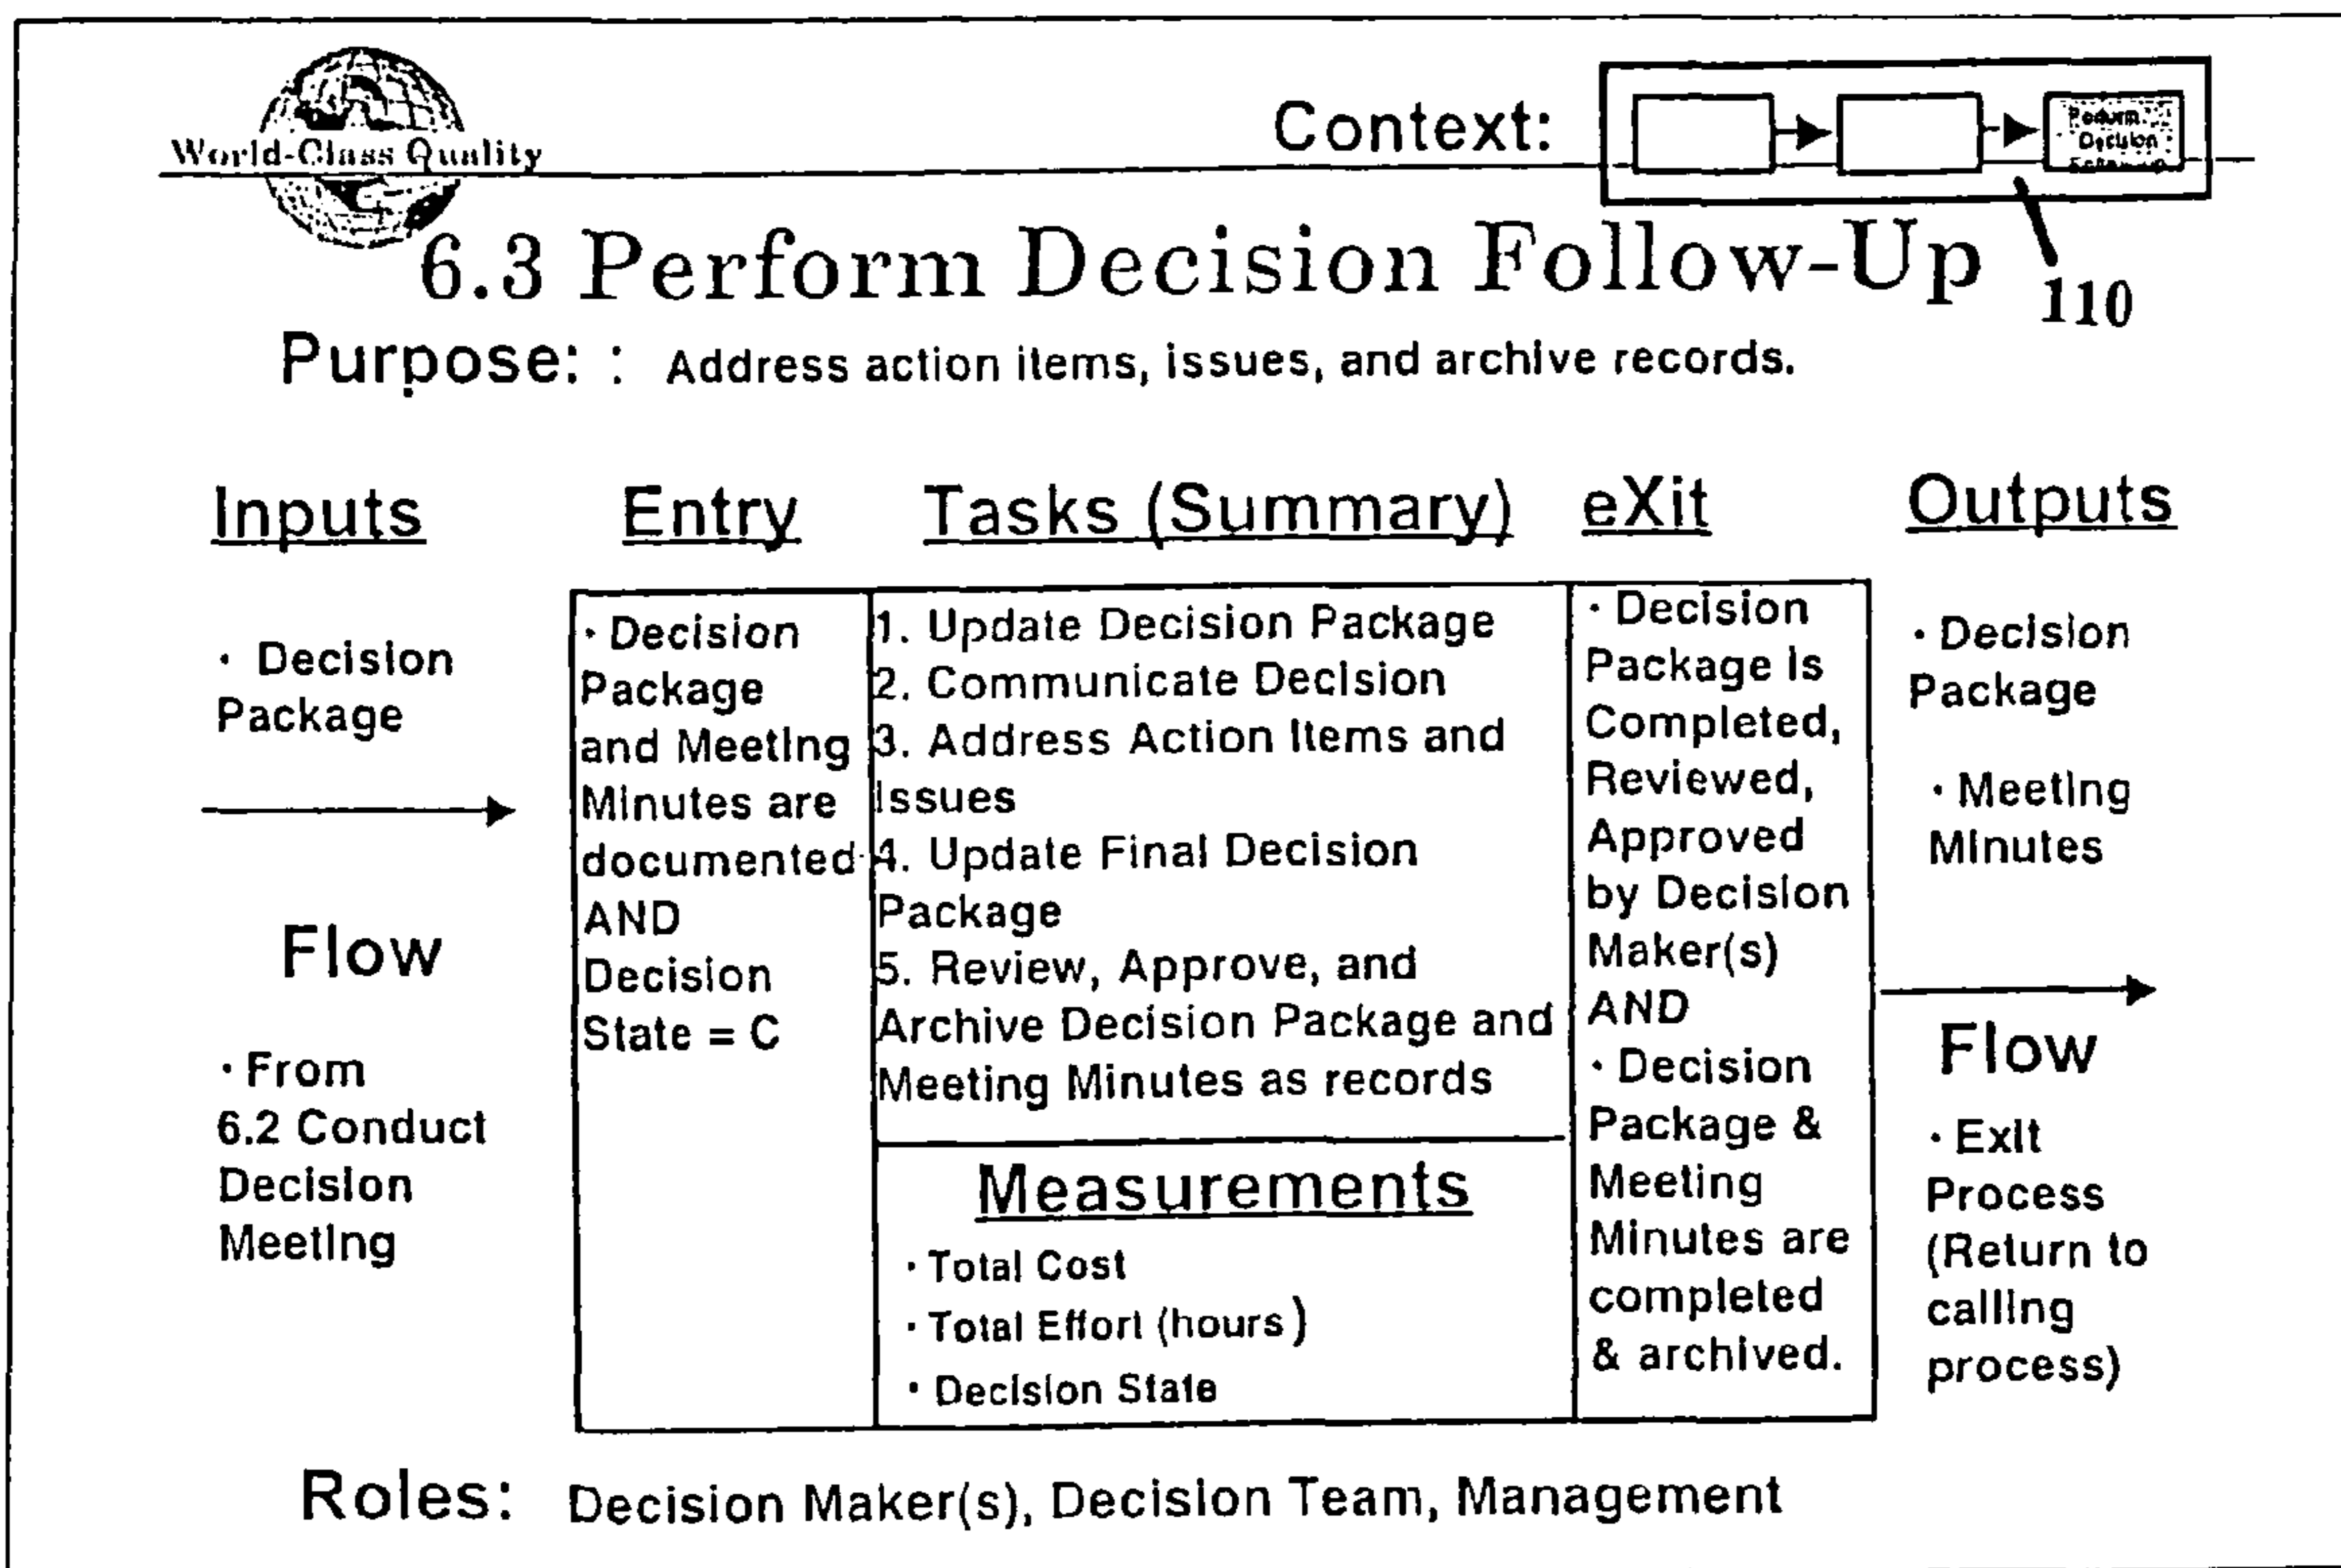 World-Class Quality
Context:
Perform
Decision
6.3 Perform Decision Follow-Up
110
Purpose: : Address action items, issues, and archive records.
Inputs
· Decision
Package
Flow
· From
6.2 Conduct
Decision
Meeting
Entry
· Decision
Package
and Meeting
Minutes are
documented
AND
Decision
State = C
Tasks (Summary)
1. Update Decision Package
2. Communicate Decision
3. Address Action Items and
Issues
4. Update Final Decision
Package
5. Review, Approve, and
Archive Decision Package and
Meeting Minutes as records
Measurements
· Total Cost
· Total Effort (hours)
· Decision State
eXit
· Decision
Package is
Completed,
Reviewed,
Approved
by Decision
Maker(s)
AND
· Decision
Package &
Meeting
Minutes are
completed
& archived.
Outputs
· Decision
Package
· Meeting
Minutes
Flow
· Exit
Process
(Return to
calling
process)
Roles: Decision Maker(s), Decision Team, Management